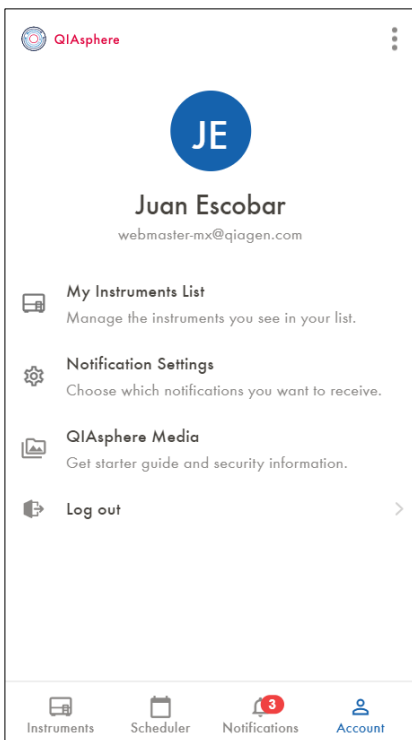 QIAsphere
JE
Juan Escobar
webmaster-mx@qiagen.com
My Instruments List
Manage the instruments you see in your list.
Notification Settings
Choose which notifications you want to receive.
QIAsphere Media
Get starter guide and security information.
Log out
3
Instruments Scheduler Notifications Account